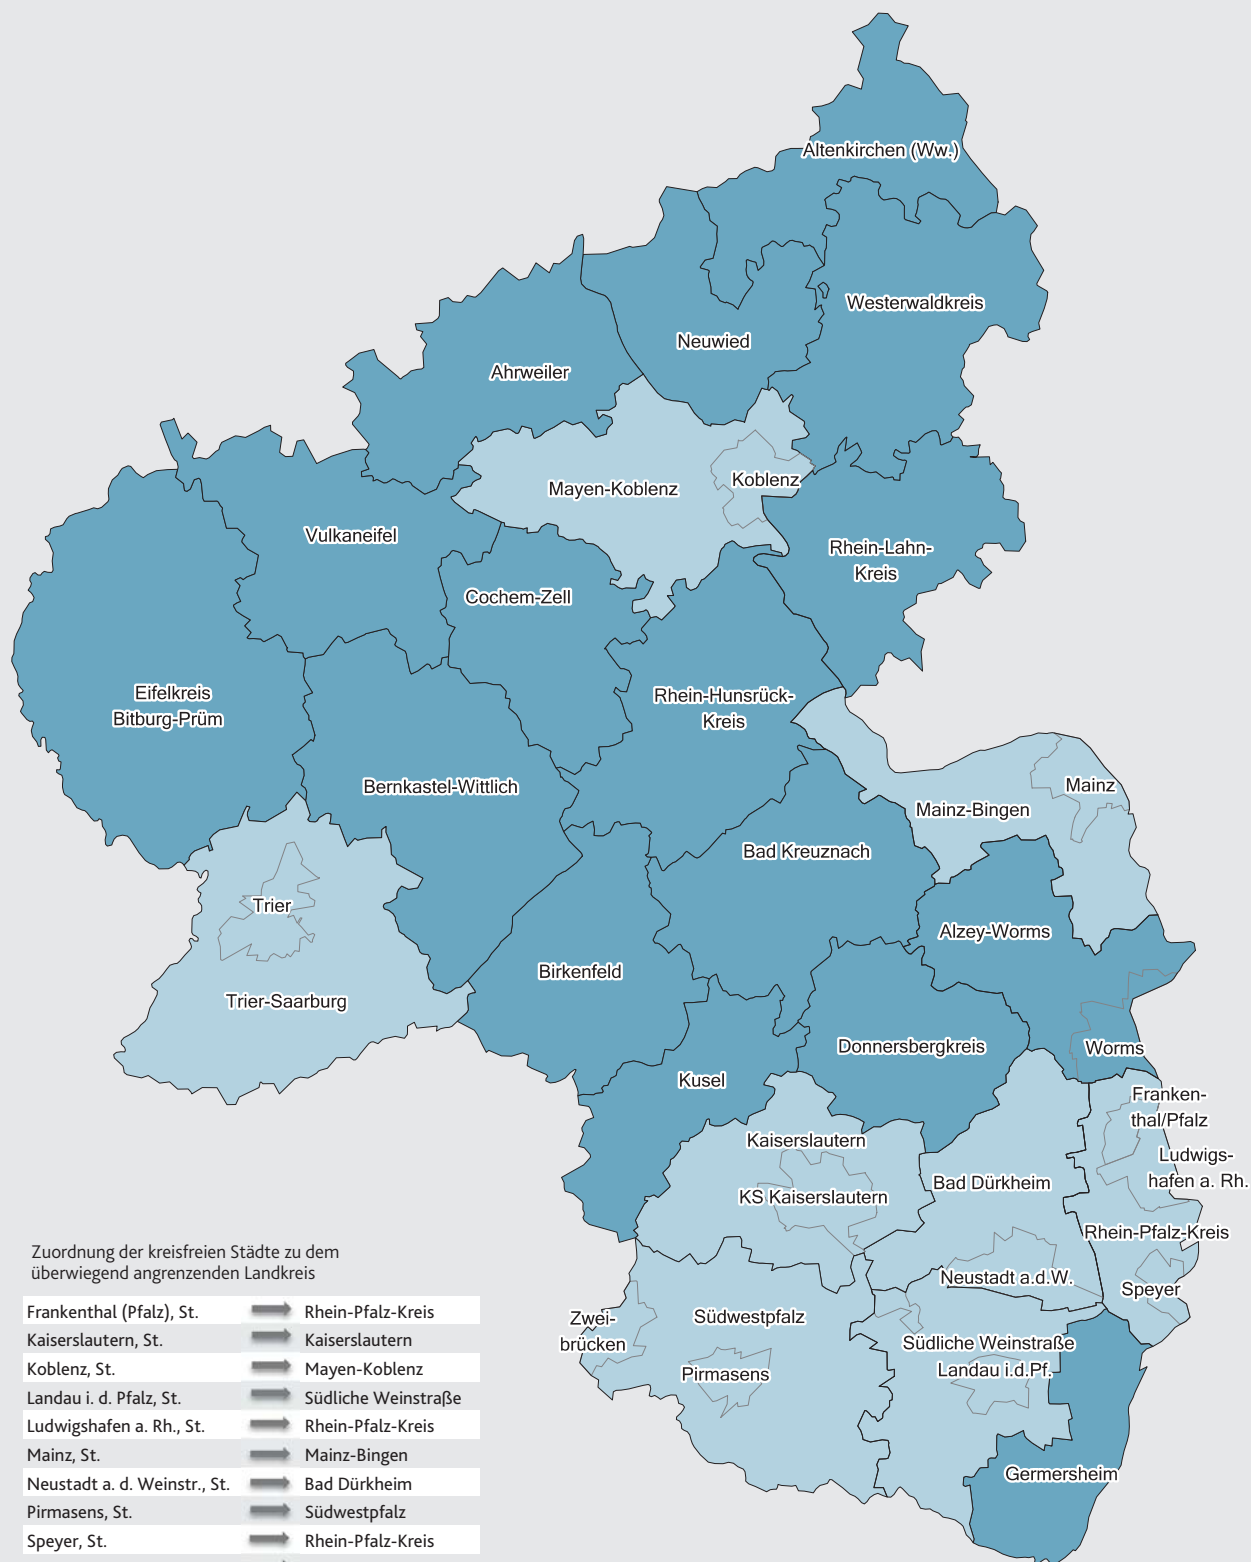 Altenkirchen (Ww.)
Westerwaldkreis
Neuwied
Ahrweiler
Koblenz
Mayen-Koblenz
Vulkaneifel
Rhein-Lahn-
Kreis
Cochem-Zell
Eifelkreis
Bitburg-Prüm
Rhein-Hunsrück-
Kreis
Bernkastel-Wittlich
Mainz
Mainz-Bingen
Bad Kreuznach
Trier
Alzey-Worms
Birkenfeld
Trier-Saarburg
Donnersbergkreis
Worms
Kusel
Franken-
thal/Pfalz
Kaiserslautern
Ludwigs-
hafen a. Rh.
Bad Dürkheim
KS Kaiserslautern
Rhein-Pfalz-Kreis
Neustadt a.d.W.
Speyer
Zwei-
brücken
Südwestpfalz
Südliche Weinstraße
Landau i.d.Pf.
Pirmasens
Germersheim
Zuordnung der kreisfreien Städte zu dem
überwiegend angrenzenden Landkreis
Frankenthal (Pfalz), St. Rhein-Pfalz-Kreis
Kaiserslautern, St. Kaiserslautern
Koblenz, St. Mayen-Koblenz
Landau i. d. Pfalz, St. Südliche Weinstraße
Ludwigshafen a. Rh., St. Rhein-Pfalz-Kreis
Mainz, St. Mainz-Bingen
Neustadt a. d. Weinstr., St. Bad Dürkheim
Pirmasens, St. Südwestpfalz
Speyer, St. Rhein-Pfalz-Kreis